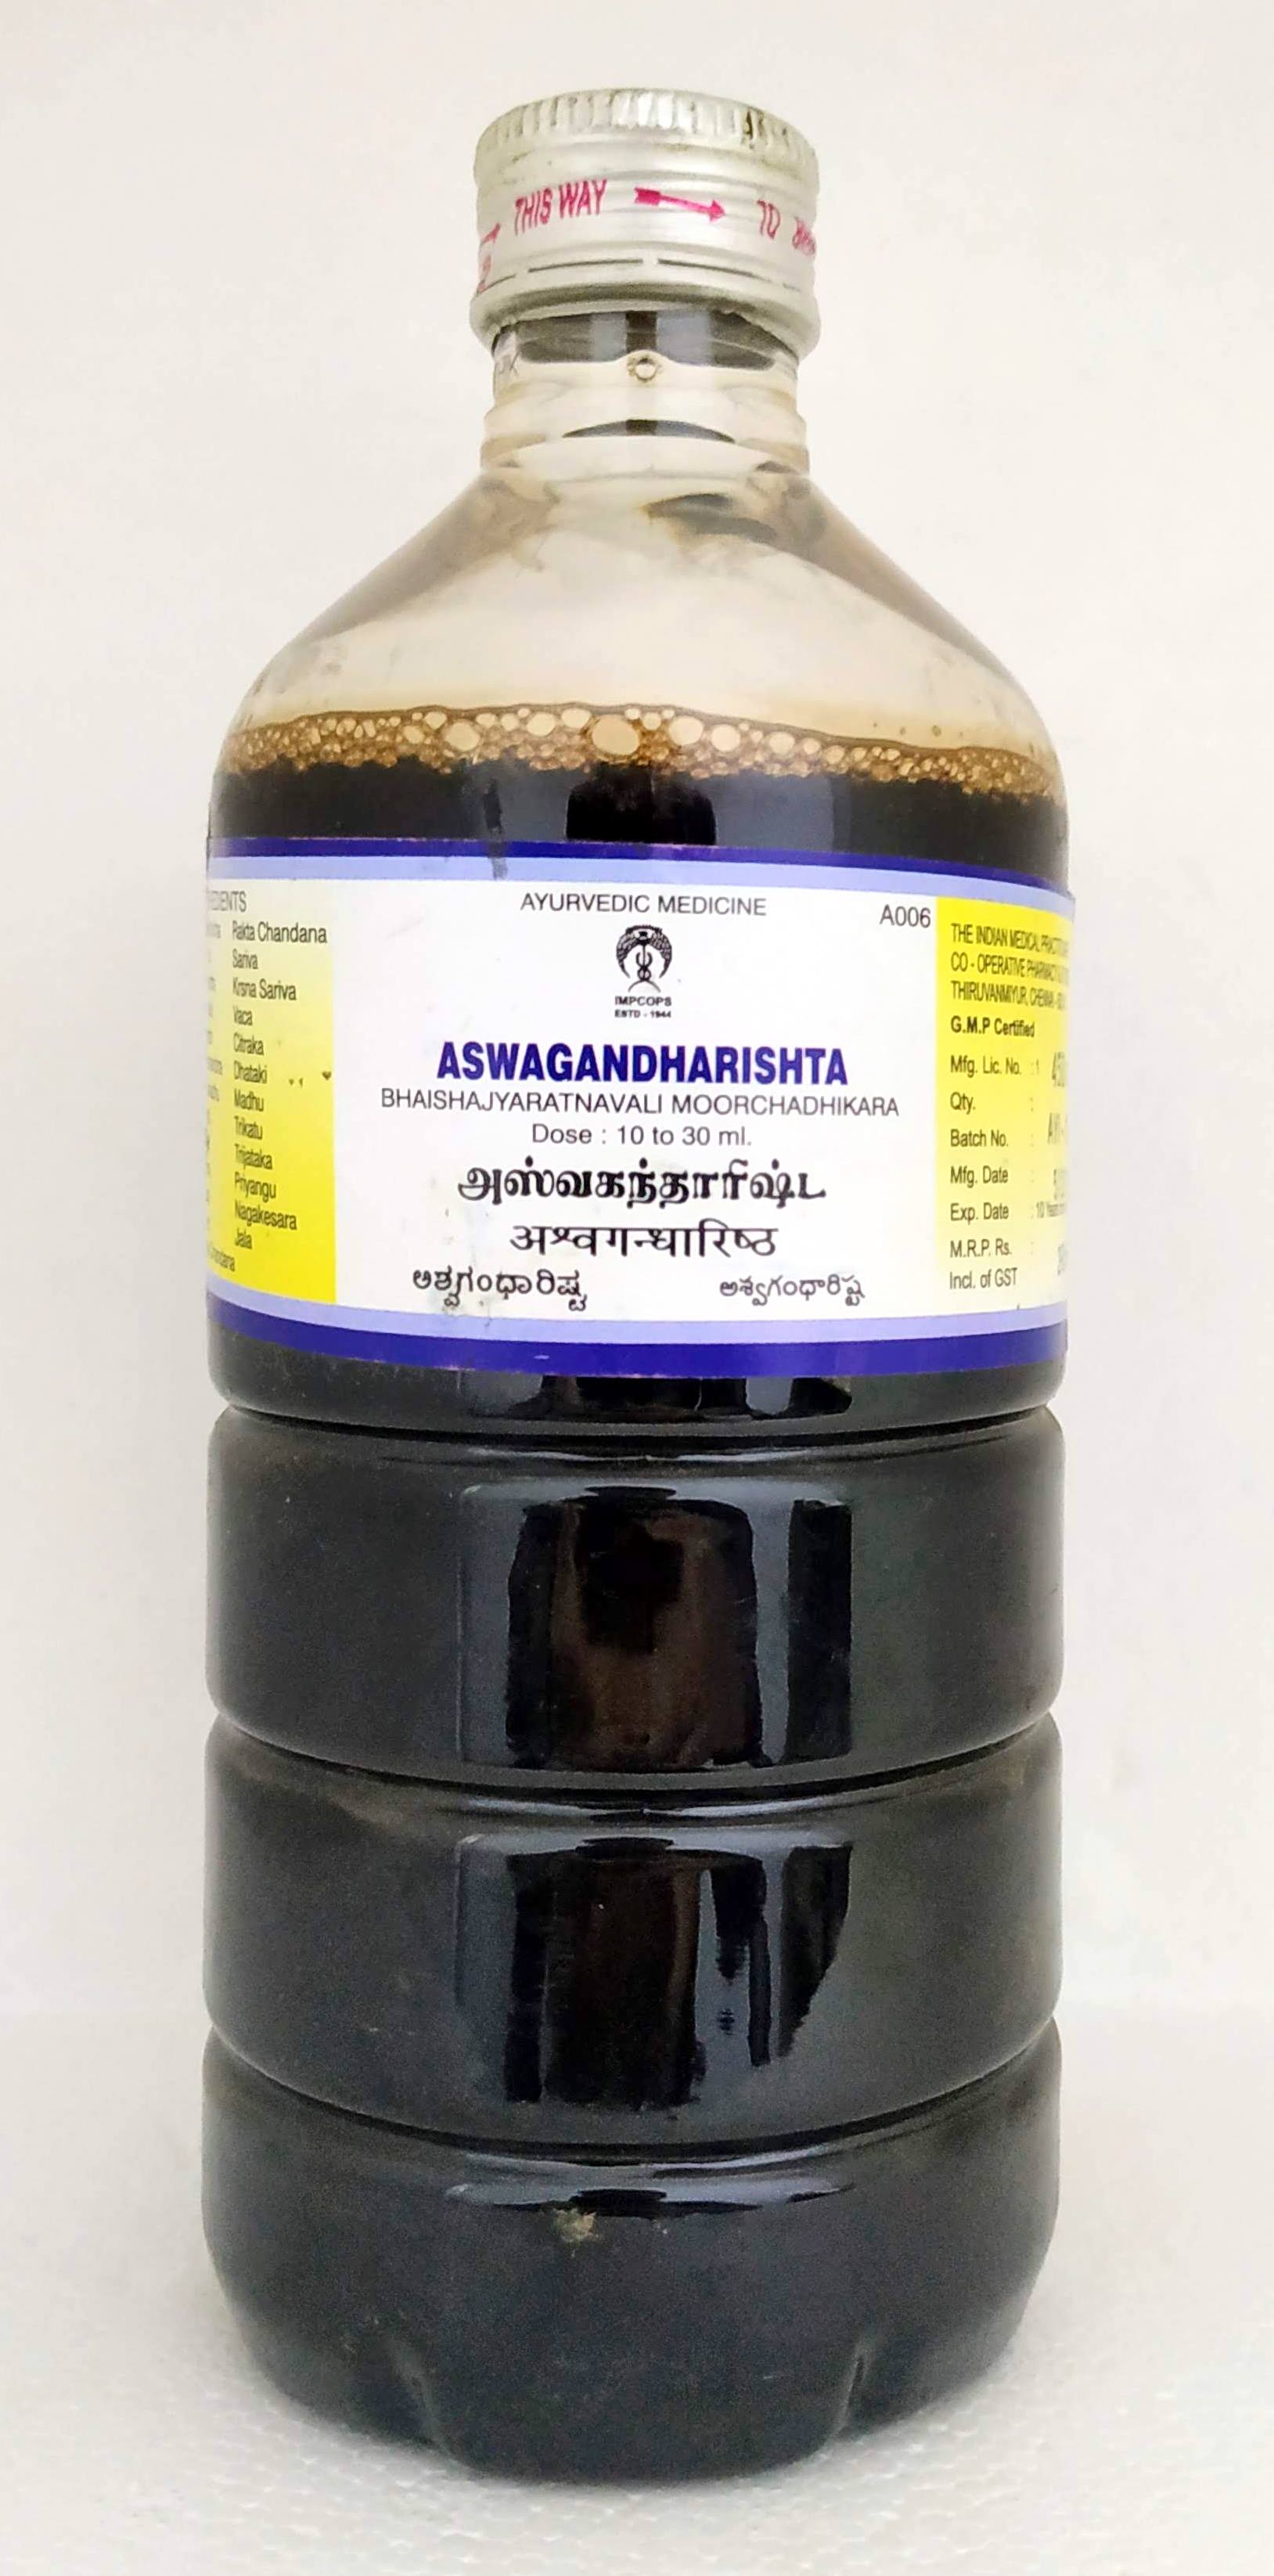 THIS WAY
TO
AYURVEDIC MEDICINE
A006
IMPCOPS
ESTD - 1944
ASWAGANDHARISHTA
BHAISHAJYARATNAVALI MOORCHADHIKARA
Dose : 10 to 30 ml.
அஸ்வகந்தாரிஷ்ட
अश्वगन्धारिष्ठ
అశ్వగంధారిష్ట
ಅಶ್ವಗಂಧಾರಿಷ್ಟ
Rakta Chandana
Sariva
Krsna Sariva
Vaca
Citraka
Dhataki
Madhu
Trikatu
Trijataka
Priyangu
Nagakesara
Jala
THE INDIAN MEDICAL
CO - OPERATIVE
THIRUVANMIYUR, CHENNAI
G.M.P Certified
Mfg. Lic. No. :
Qty. :
Batch No. :
Mfg. Date :
Exp. Date : 10
M.R.P. Rs. :
Incl. of GST